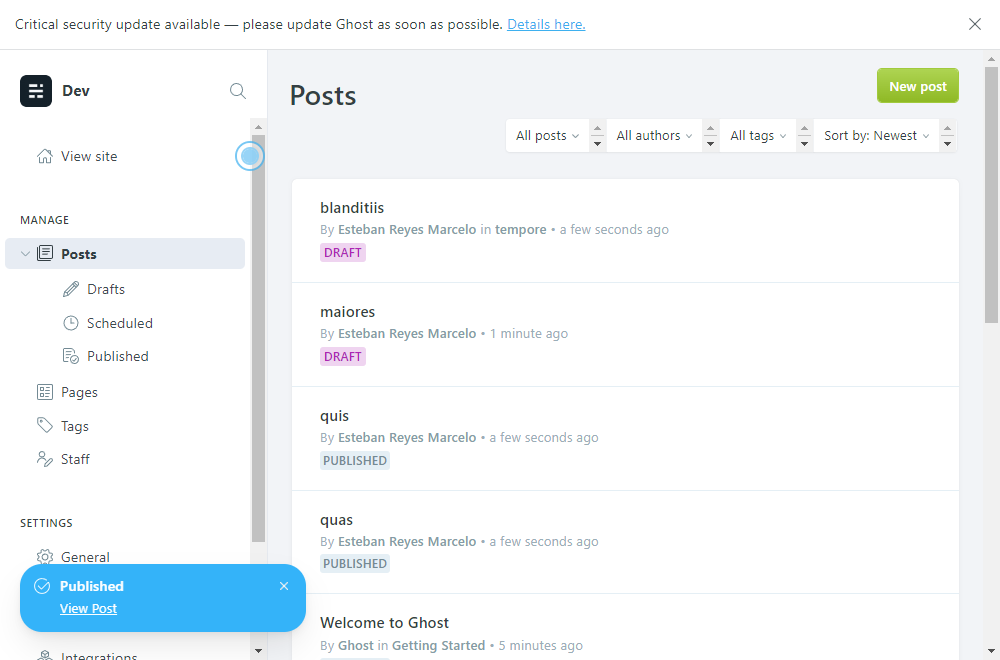 Critical security update available — please update Ghost as soon as possible. Details here.
Dev
View site
MANAGE
Posts
Drafts
Scheduled
Published
Pages
Tags
Staff
SETTINGS
General
Published
View Post
Integrations
Posts
New post
All posts
All authors
All tags
Sort by: Newest
blanditiis
By Esteban Reyes Marcelo in tempore • a few seconds ago
DRAFT
maiores
By Esteban Reyes Marcelo • 1 minute ago
DRAFT
quis
By Esteban Reyes Marcelo • a few seconds ago
PUBLISHED
quas
By Esteban Reyes Marcelo • a few seconds ago
PUBLISHED
Welcome to Ghost
By Ghost in Getting Started • 5 minutes ago